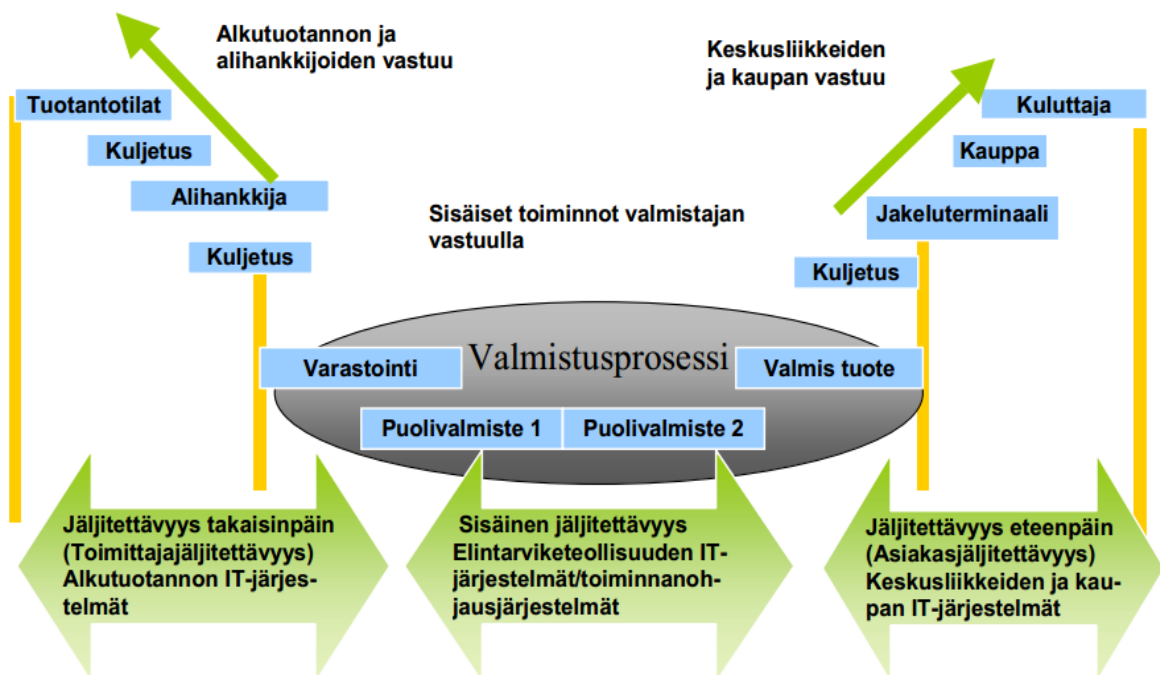 Alkutuotannon ja
alihankkijoiden vastuu
Keskusliikkeiden
ja kaupan vastuu
Tuotantotilat
Kuljetus
Alihankkija
Kuljetus
Kuluttaja
Kauppa
Jakeluterminaali
Kuljetus
Sisäiset toiminnot valmistajan
vastuulla
Valmistusprosessi
Varastointi
Valmis tuote
Puolivalmiste 1
Puolivalmiste 2
Jäljitettävyys takaisinpäin
(Toimittajajäljitettävyys)
Alkutuotannon IT-järjes-
telmät
Sisäinen jäljitettävyys
Elintarviketeollisuuden IT-
järjestelmät/toiminnanoh-
jausjärjestelmät
Jäljitettävyys eteenpäin
(Asiakasjäljitettävyys)
Keskusliikkeiden ja kau-
pan IT-järjestelmät